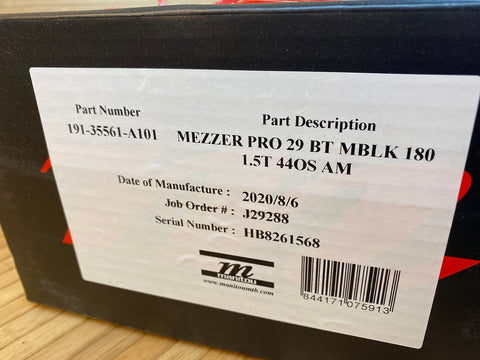 Part Number
191-35561-A101
Part Description
MEZZER PRO 29 BT MBLK 180
1.5T 44OS AM
Date of Manufacture : 2020/8/6
Job Order # : J29288
Serial Number : HB8261568
m
manitou
www.manitoumtb.com
844171075913